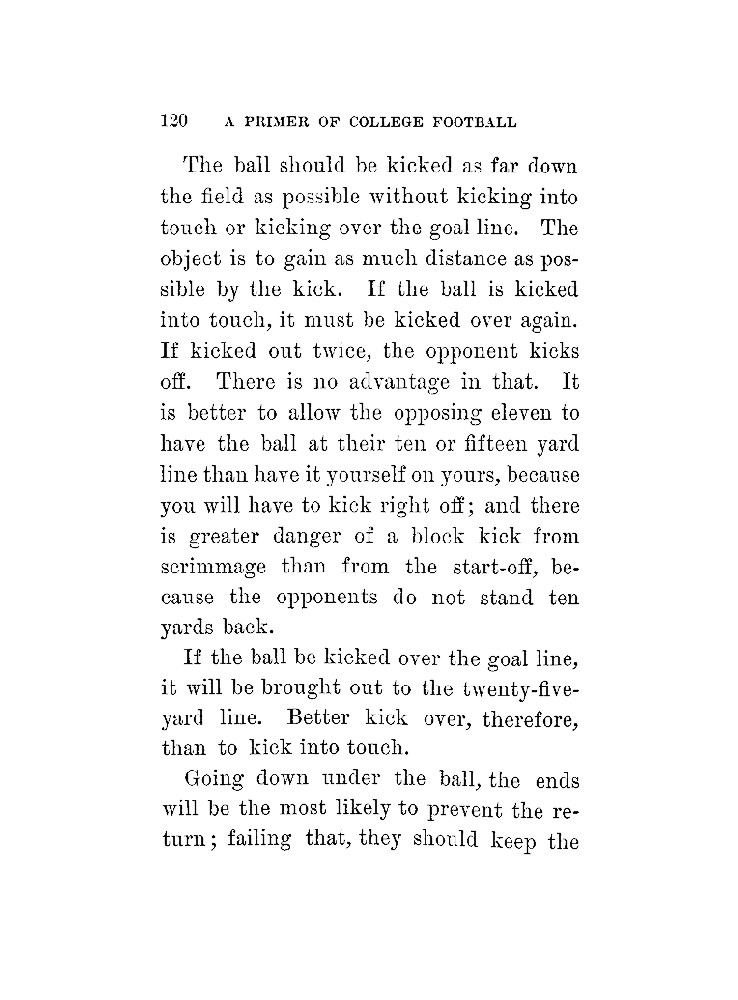 120 A PRIMER OF COLLEGE FOOTBALL
The ball should be kicked as far down
the field as possible without kicking into
touch or kicking over the goal line. The
object is to gain as much distance as pos-
sible by the kick. If the ball is kicked
into touch, it must be kicked over again.
If kicked out twice, the opponent kicks
off. There is no advantage in that. It
is better to allow the opposing eleven to
have the ball at their ten or fifteen yard
line than have it yourself on yours, because
you will have to kick right off; and there
is greater danger of a block kick from
scrimmage than from the start-off, be-
cause the opponents do not stand ten
yards back.
If the ball be kicked over the goal line,
it will be brought out to the twenty-five-
yard line. Better kick over, therefore,
than to kick into touch.
Going down under the ball, the ends
will be the most likely to prevent the re-
turn; failing that, they should keep the